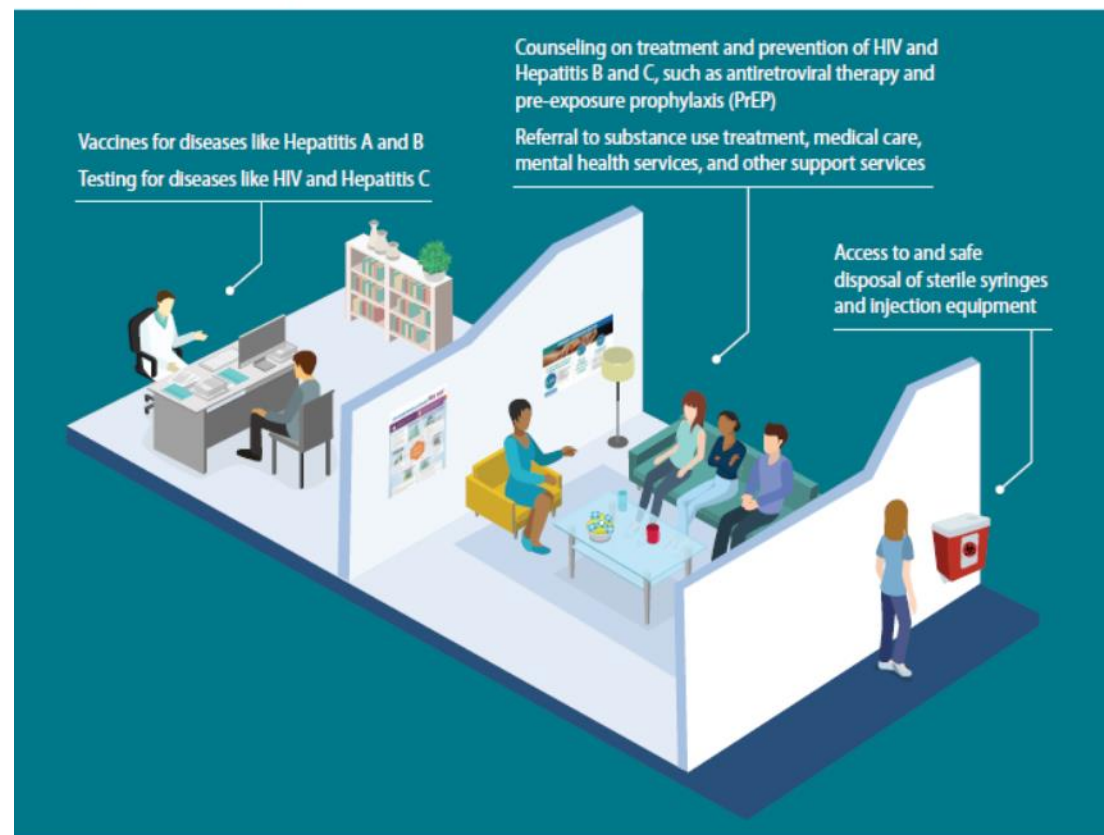 Vaccines for diseases like Hepatitis A and B
Testing for diseases like HIV and Hepatitis C
Counseling on treatment and prevention of HIV and
Hepatitis B and C, such as antiretroviral therapy and
pre-exposure prophylaxis (PrEP)
Referral to substance use treatment, medical care,
mental health services, and other support services
Access to and safe
disposal of sterile syringes
and injection equipment